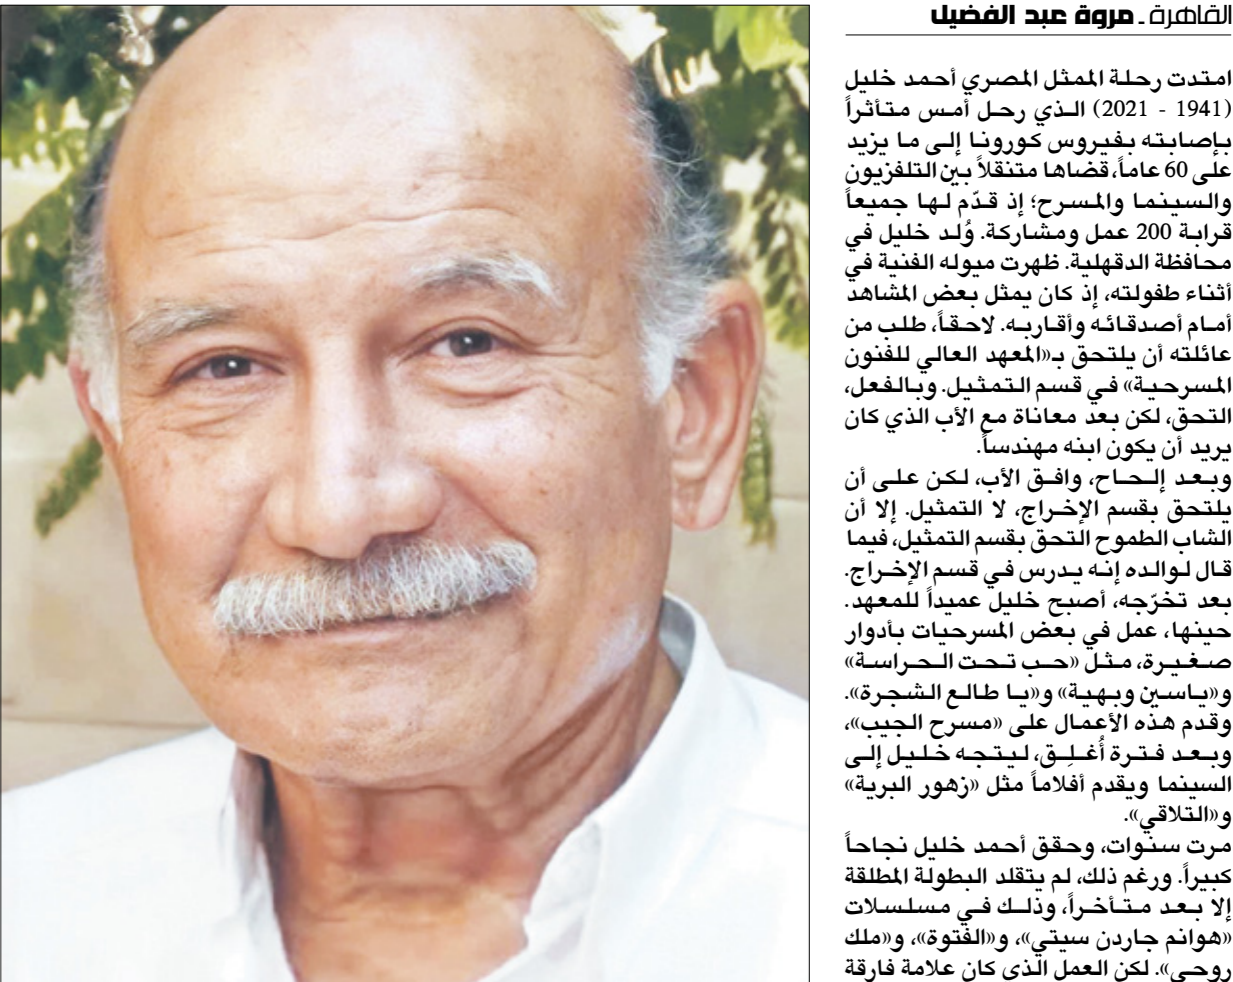 القاهرة ـ مروة عبد الفضيل
امتدت رحلة الممثل المصري أحمد خليل
(1941 - 2021) الذي رحل أمس متأثراً
بإصابته بفيروس كورونا إلى ما يزيد
على 60 عاماً، قضاها متنقلاً بين التلفزيون
والسينما والمسرح؛ إذ قدّم لها جميعاً
قرابة 200 عمل ومشاركة. وُلد خليل في
محافظة الدقهلية. ظهرت ميوله الفنية في
أثناء طفولته، إذ كان يمثل بعض المشاهد
أمام أصدقائه وأقاربه. لاحقاً، طلب من
عائلته أن يلتحق بـ«المعهد العالي للفنون
المسرحية» في قسم التمثيل. وبالفعل،
التحق، لكن بعد معاناة مع الأب الذي كان
يريد أن يكون ابنه مهندساً.
وبعد إلحاح، وافق الأب، لكن على أن
يلتحق بقسم الإخراج، لا التمثيل. إلا أن
الشاب الطموح التحق بقسم التمثيل، فيما
قال لوالده إنه يدرس في قسم الإخراج.
بعد تخرّجه، أصبح خليل عميداً للمعهد.
حينها، عمل في بعض المسرحيات بأدوار
صغيرة، مثل «حب تحت الحراسة»
و«ياسين وبهية» و«يا طالع الشجرة».
وقدم هذه الأعمال على «مسرح الجيب»،
وبعد فترة أُغلِق، ليتجه خليل إلى
السينما ويقدم أفلاماً مثل «زهور البرية»
و«التلاقي».
مرت سنوات، وحقق أحمد خليل نجاحاً
كبيراً. ورغم ذلك، لم يتقلد البطولة المطلقة
إلا بعد متأخراً، وذلك في مسلسلات
«هوانم جاردن سيتي»، و«الفتوة»، و«ملك
روحي». لكن العمل الذي كان علامة فارقة